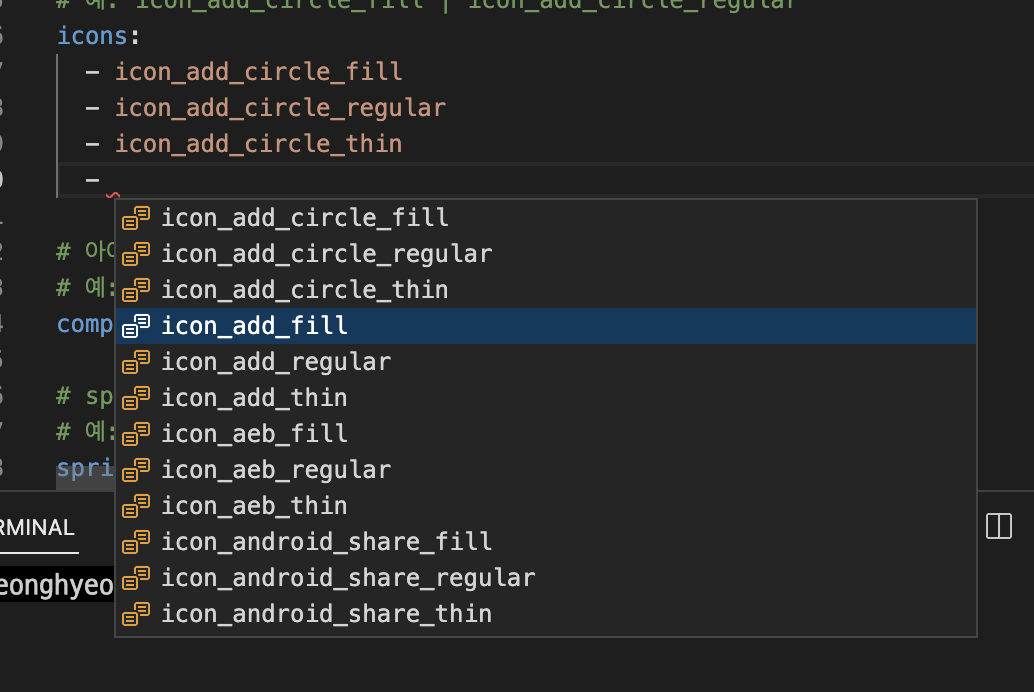 # 예: icon_add_circle_fill | icon_add_circle_regular
icons:
- icon_add_circle_fill
- icon_add_circle_regular
- icon_add_circle_thin
-
icon_add_circle_fill
icon_add_circle_regular
icon_add_circle_thin
icon_add_fill
icon_add_regular
icon_add_thin
icon_aeb_fill
icon_aeb_regular
icon_aeb_thin
icon_android_share_fill
icon_android_share_regular
icon_android_share_thin
# 아
# 예:
comp
# sp
# 예:
spri
RMINAL
eonghyeo